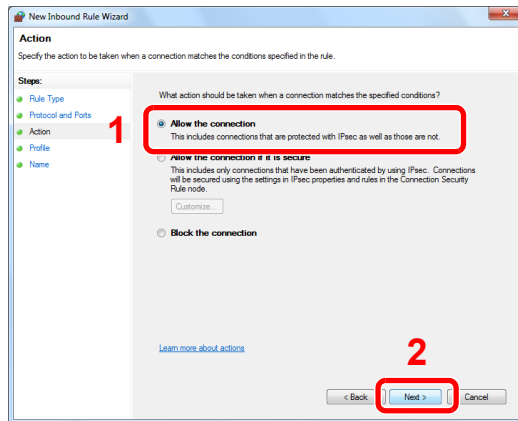 New Inbound Rule Wizard
Action
Specify the action to be taken when a connection matches the conditions specified in the rule.
Steps:
Rule Type
Protocol and Ports
Action
Profile
Name
1
What action should be taken when a connection matches the specified conditions?
Allow the connection
This includes connections that are protected with IPsec as well as those are not.
Allow the connection if it is secure
This includes only connections that have been authenticated by using IPsec. Connections
will be secured using the settings in IPsec properties and rules in the Connection Security
Rule node.
Customize...
Block the connection
Learn more about actions
2
< Back
Next >
Cancel